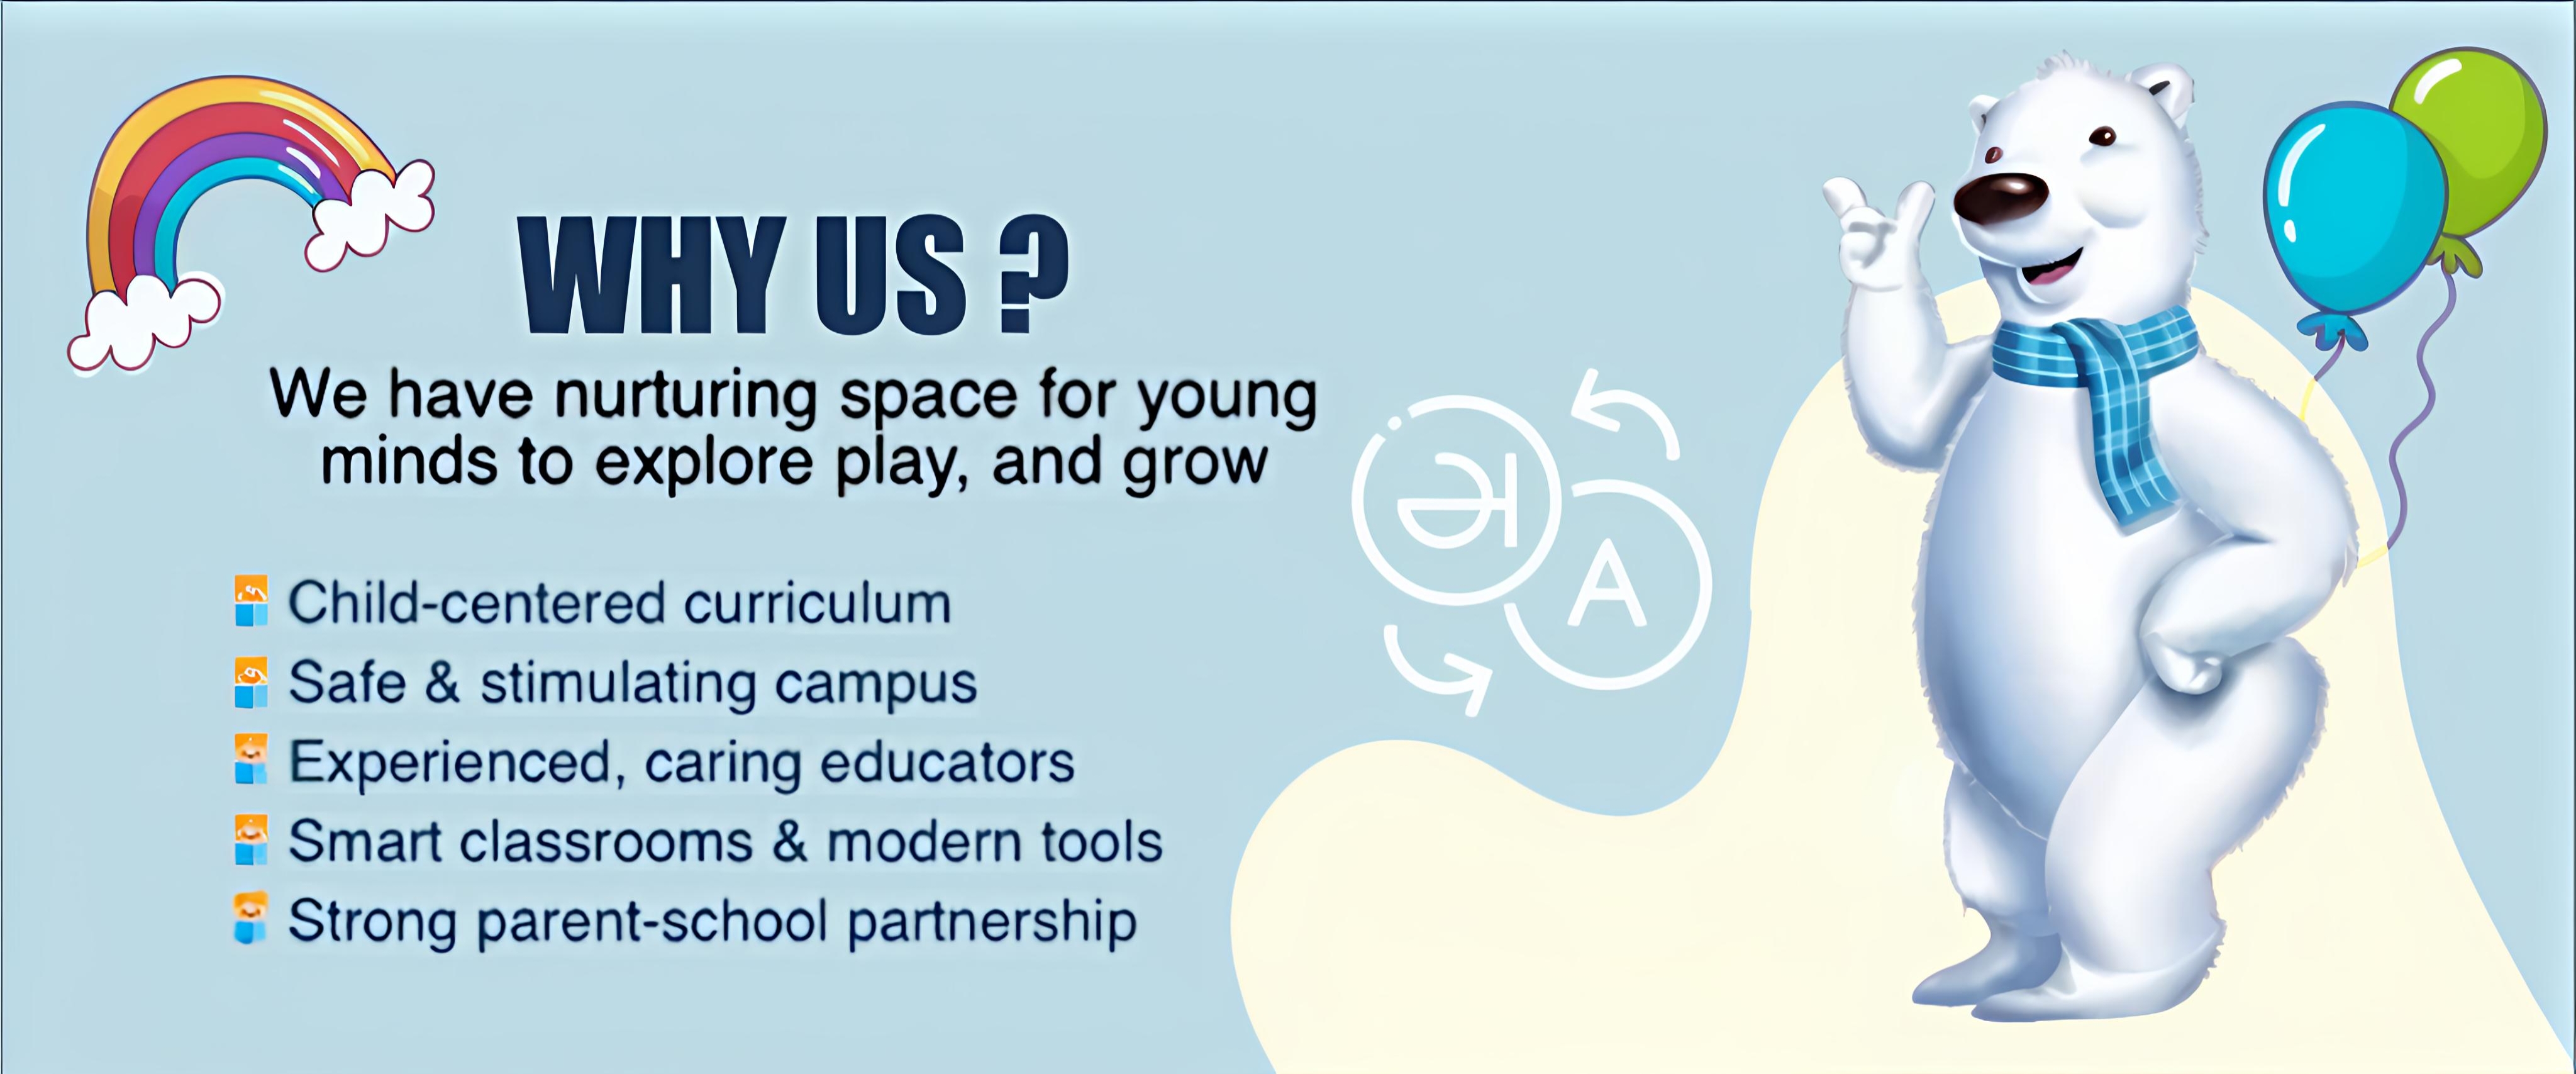 WHY US ?
We have nurturing space for young
minds to explore play, and grow
அ
A
Child-centered curriculum
Safe & stimulating campus
Experienced, caring educators
Smart classrooms & modern tools
Strong parent-school partnership